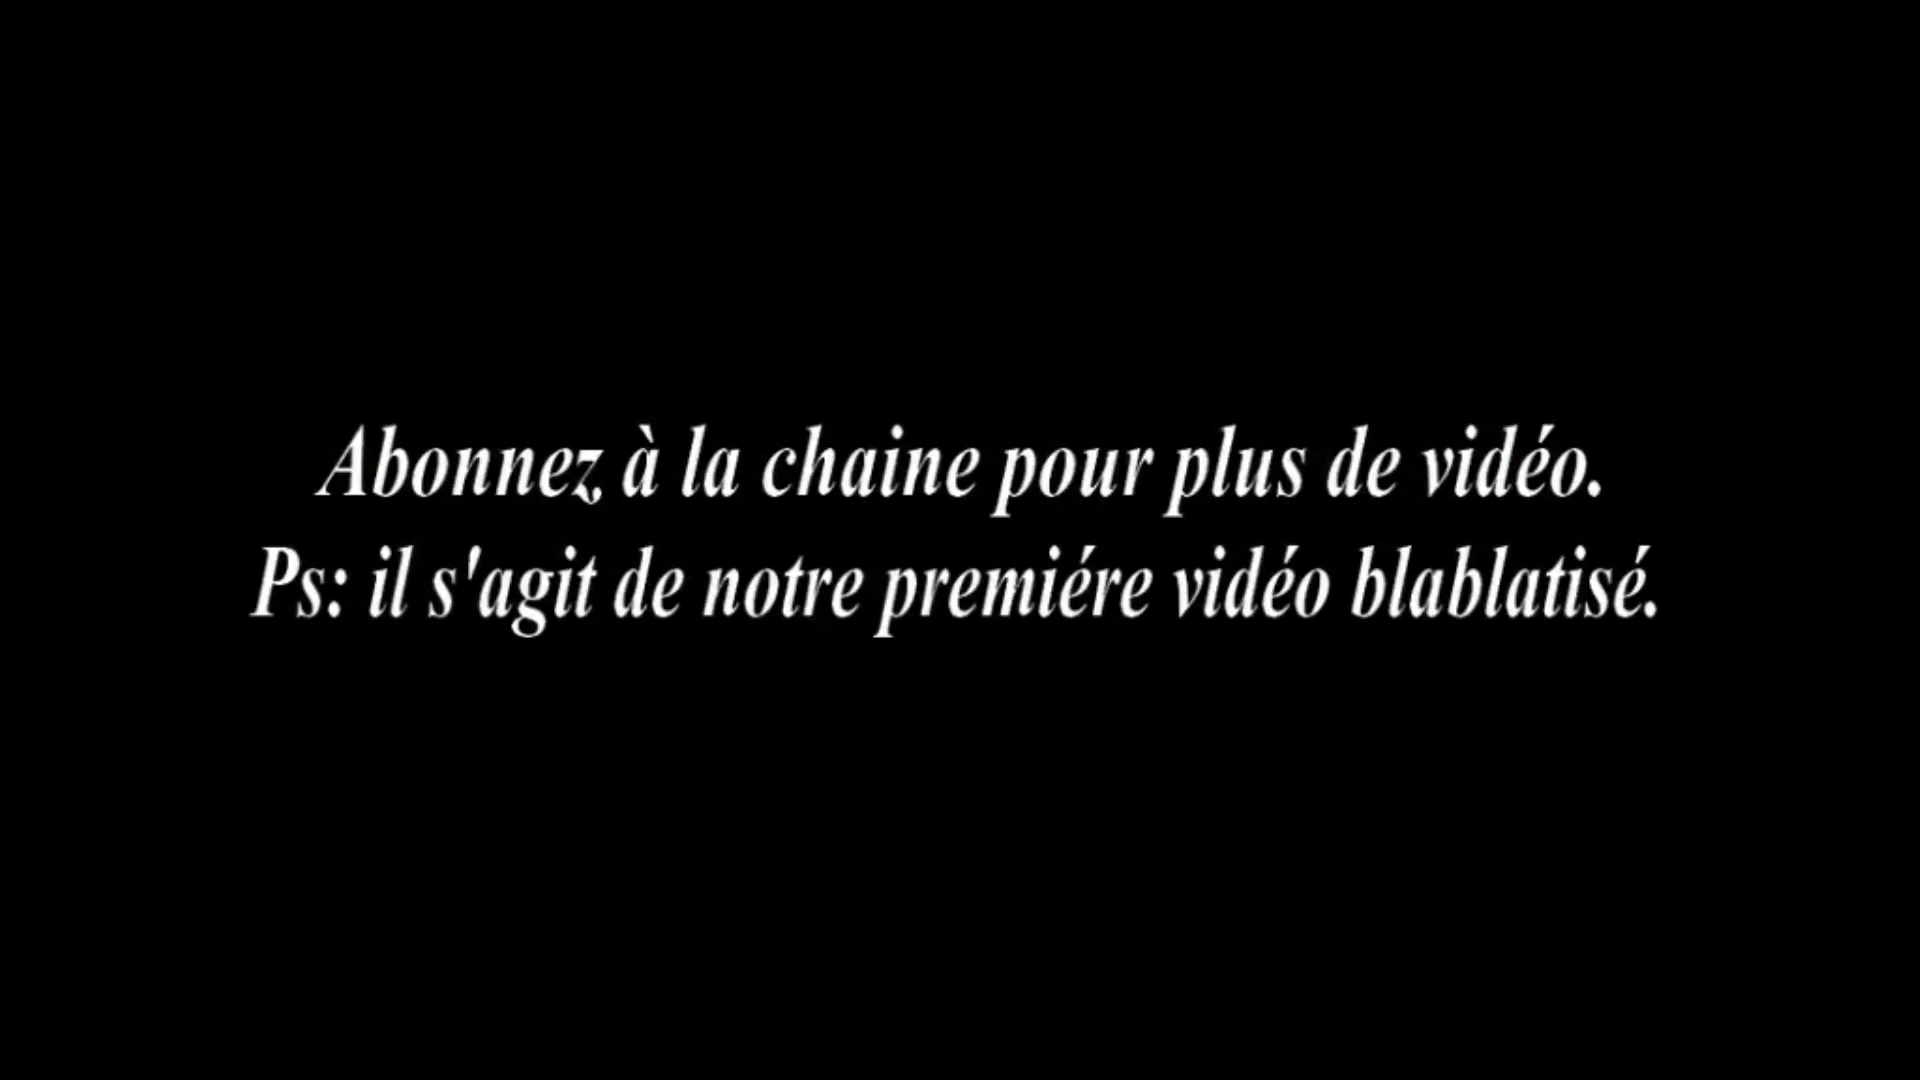 Abonnez à la chaine pour plus de vidéo.
Ps: il s'agit de notre premiére vidéo blablatisé.